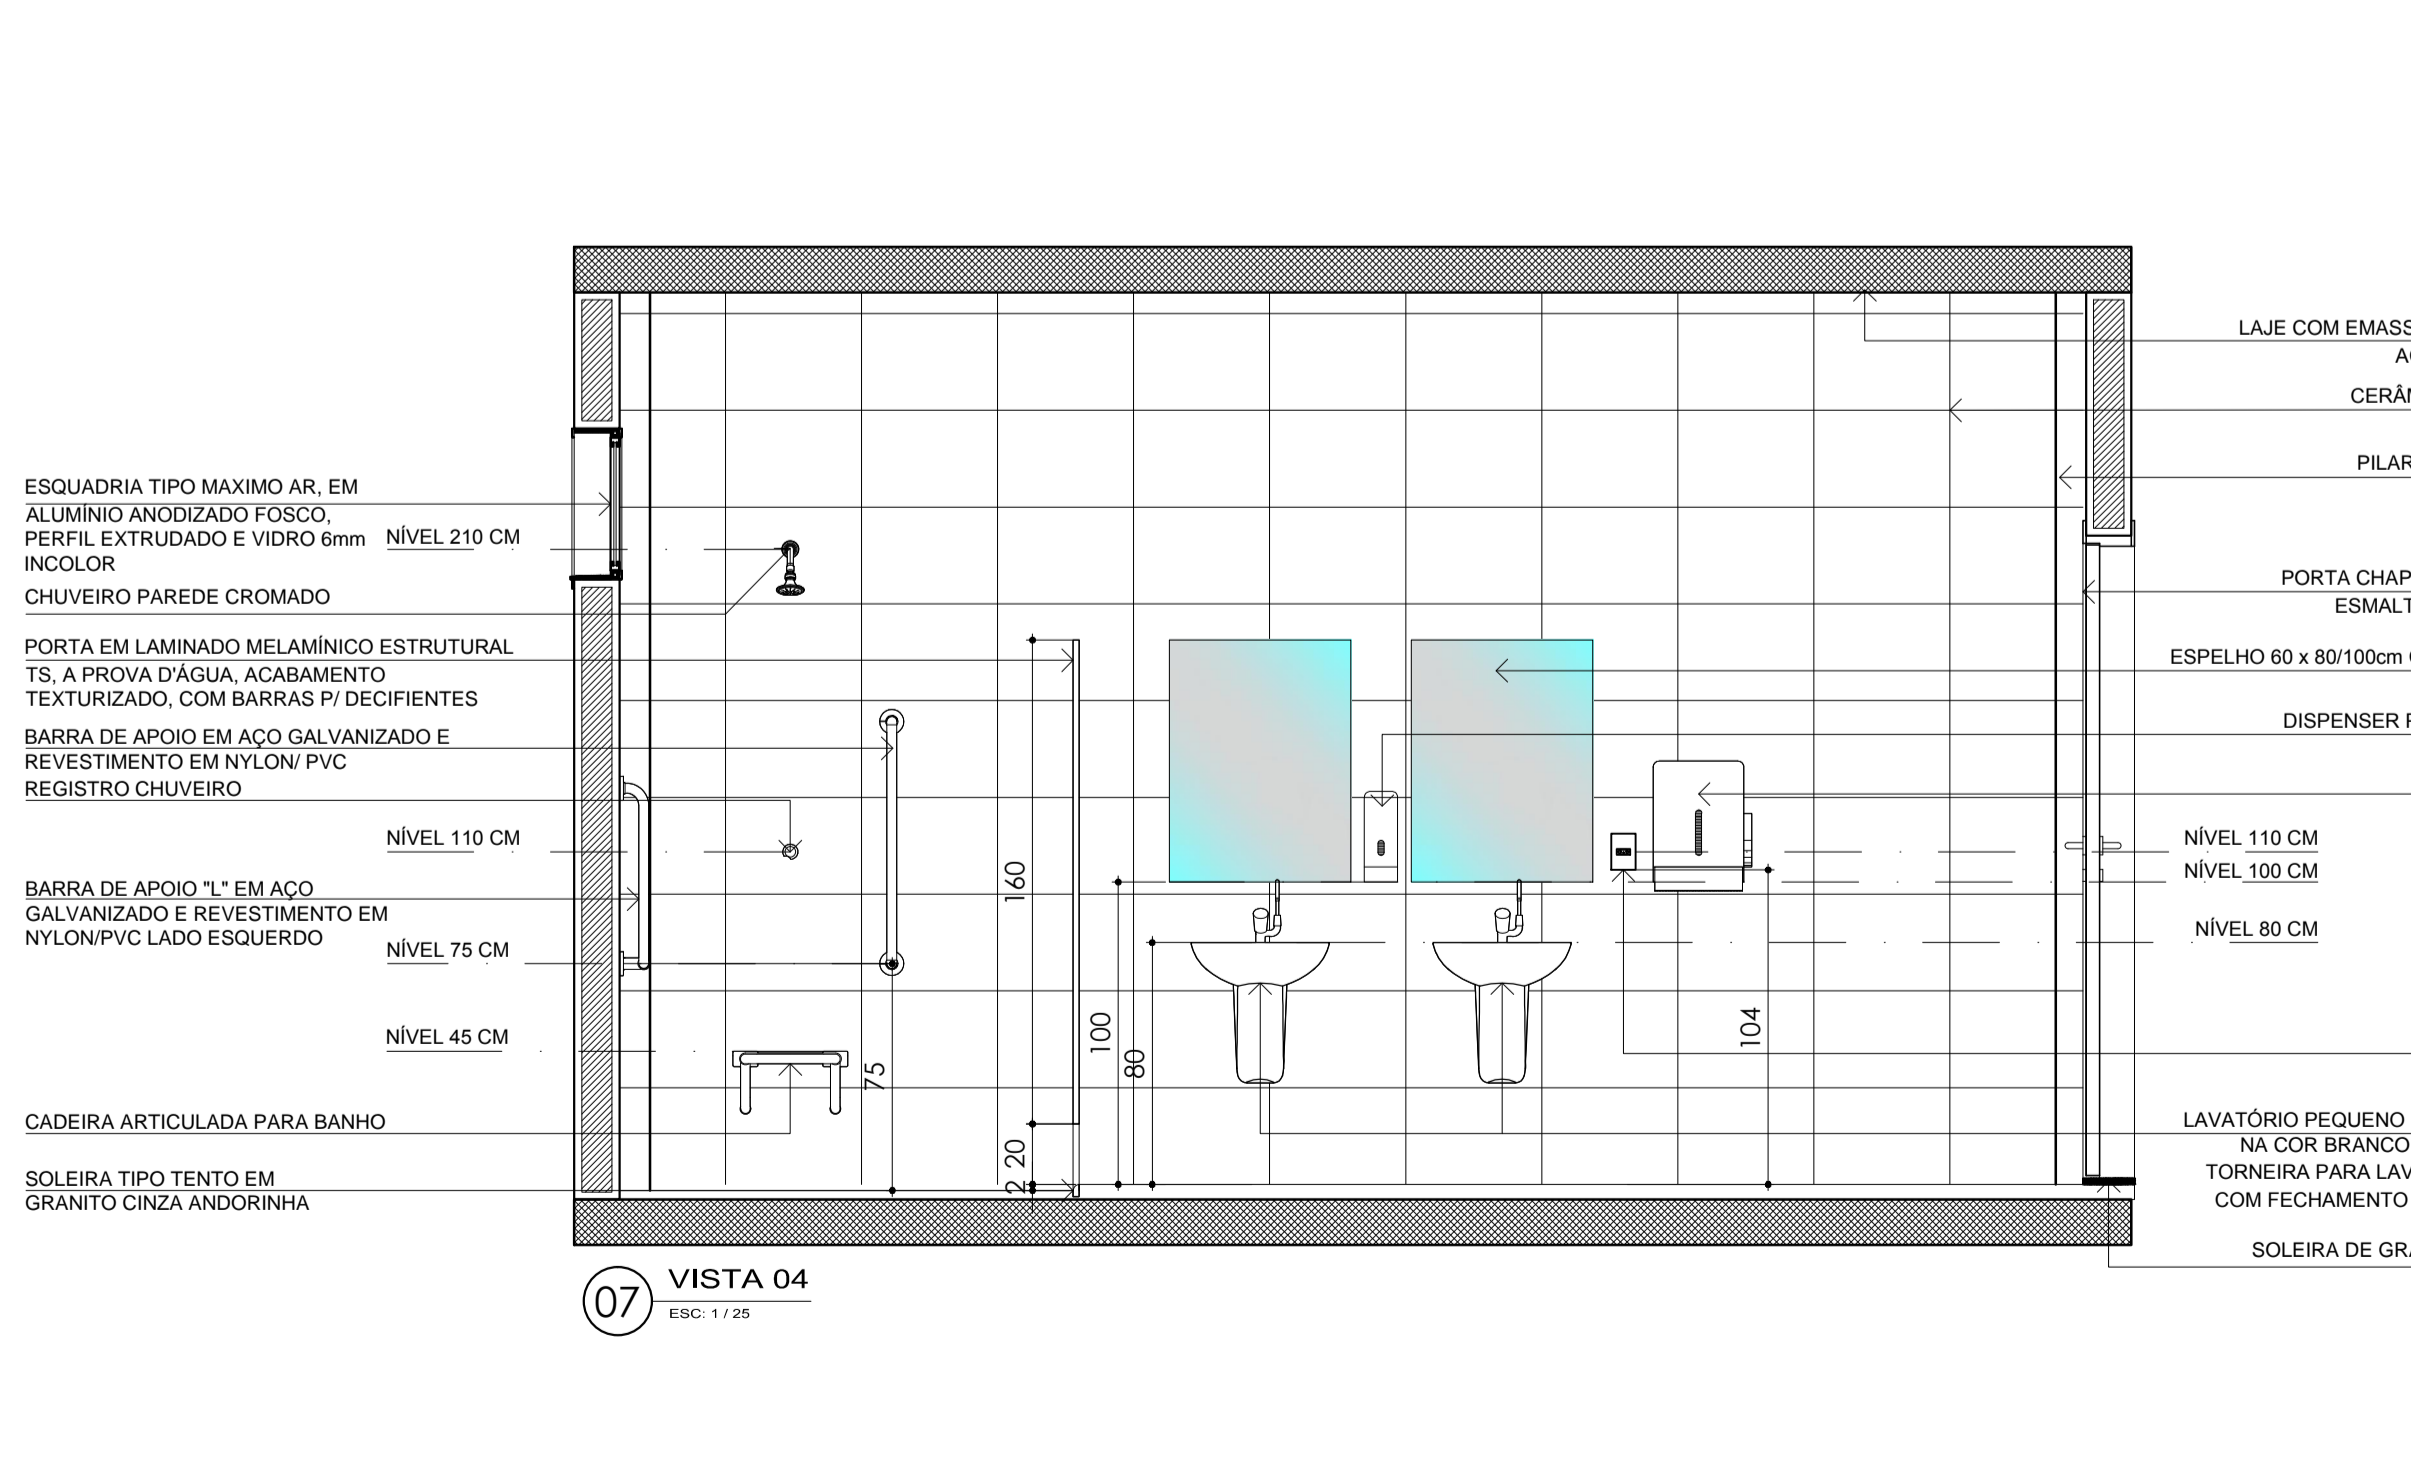 ESQUADRIA TIPO MAXIMO AR, EM
ALUMÍNIO ANODIZADO FOSCO,
PERFIL EXTRUDADO E VIDRO 6mm
INCOLOR
NÍVEL 210 CM
CHUVEIRO PAREDE CROMADO
PORTA EM LAMINADO MELAMÍNICO ESTRUTURAL
TS, A PROVA D'ÁGUA, ACABAMENTO
TEXTURIZADO, COM BARRAS P/ DECIFIENTES
BARRA DE APOIO EM AÇO GALVANIZADO E
REVESTIMENTO EM NYLON/ PVC
REGISTRO CHUVEIRO
NÍVEL 110 CM
BARRA DE APOIO "L" EM AÇO
GALVANIZADO E REVESTIMENTO EM
NYLON/PVC LADO ESQUERDO
NÍVEL 75 CM
NÍVEL 45 CM
CADEIRA ARTICULADA PARA BANHO
SOLEIRA TIPO TENTO EM
GRANITO CINZA ANDORINHA
75
160
20
2
100
80
104
LAJE COM EMASS
AC
CERÂM
PILAR
PORTA CHAP
ESMALT
ESPELHO 60 x 80/100cm
DISPENSER
NÍVEL 110 CM
NÍVEL 100 CM
NÍVEL 80 CM
LAVATÓRIO PEQUENO
NA COR BRANCO
TORNEIRA PARA LAV
COM FECHAMENTO
SOLEIRA DE GRA
07
VISTA 04
ESC: 1 / 25